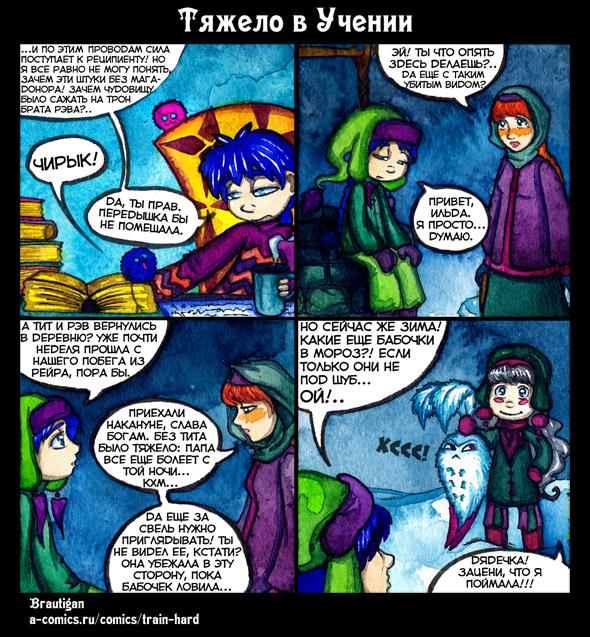 Тяжело в Учении
...И ПО ЭТИМ ПРОВОДАМ СИЛА
ПОСТУПАЕТ К РЕЦИПИЕНТУ! НО
Я ВСЕ РАВНО НЕ МОГУ ПОНЯТЬ,
ЗАЧЕМ ЭТИ ШТУКИ БЕЗ МАГА-
ДОНОРА! ЗАЧЕМ ЧУДОВИЩУ
БЫЛО САЖАТЬ НА ТРОН
БРАТА РЭВА?..
ЧИРЫК!
ДА, ТЫ ПРАВ.
ПЕРЕДЫШКА БЫ
НЕ ПОМЕШАЛА.
ЭЙ! ТЫ ЧТО ОПЯТЬ
ЗДЕСЬ ДЕЛАЕШЬ?..
ДА ЕЩЕ С ТАКИМ
УБИТЫМ ВИДОМ?
ПРИВЕТ,
ИЛЬДА.
Я ПРОСТО...
ДУМАЮ.
А ТИТ И РЭВ ВЕРНУЛИСЬ
В ДЕРЕВНЮ? УЖЕ ПОЧТИ
НЕДЕЛЯ ПРОШЛА С
НАШЕГО ПОБЕГА ИЗ
РЕЙРА, ПОРА БЫ...
ПРИЕХАЛИ
НАКАНУНЕ, СЛАВА
БОГАМ. БЕЗ ТИТА
БЫЛО ТЯЖЕЛО: ПАПА
ВСЕ ЕЩЕ БОЛЕЕТ С
ТОЙ НОЧИ...
КХМ...
ДА ЕЩЕ ЗА
СВЕЛЬ НУЖНО
ПРИГЛЯДЫВАТЬ! ТЫ
НЕ ВИДЕЛ ЕЕ, КСТАТИ?
ОНА УБЕЖАЛА В ЭТУ
СТОРОНУ, ПОКА
БАБОЧЕК ЛОВИЛА...
НО СЕЙЧАС ЖЕ ЗИМА!
КАКИЕ ЕЩЕ БАБОЧКИ
В МОРОЗ?! ЕСЛИ
ТОЛЬКО ОНИ НЕ
ПОД ШУБ...
ОЙ!..
ХССС!
ДЯДЕЧКА!
ЗАЦЕНИ, ЧТО Я
ПОЙМАЛА!!!
Brautigan
a-comics.ru/comics/train-hard